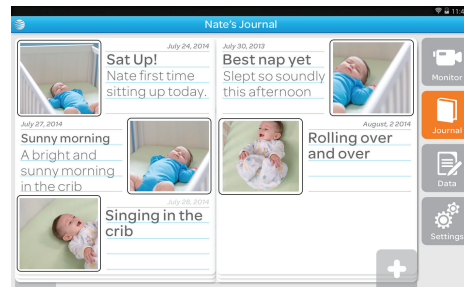 11:4
Nate's Journal
July 24, 2014
Sat Up!
Nate first time
sitting up today.
July 27, 2014
Sunny morning
A bright and
sunny morning
in the crib
July 28, 2014
Singing in the
crib
July 30, 2013
Best nap yet
Slept so soundly
this afternoon
August, 2 2014
Rolling over
and over
Monitor
Journal
Data
Settings